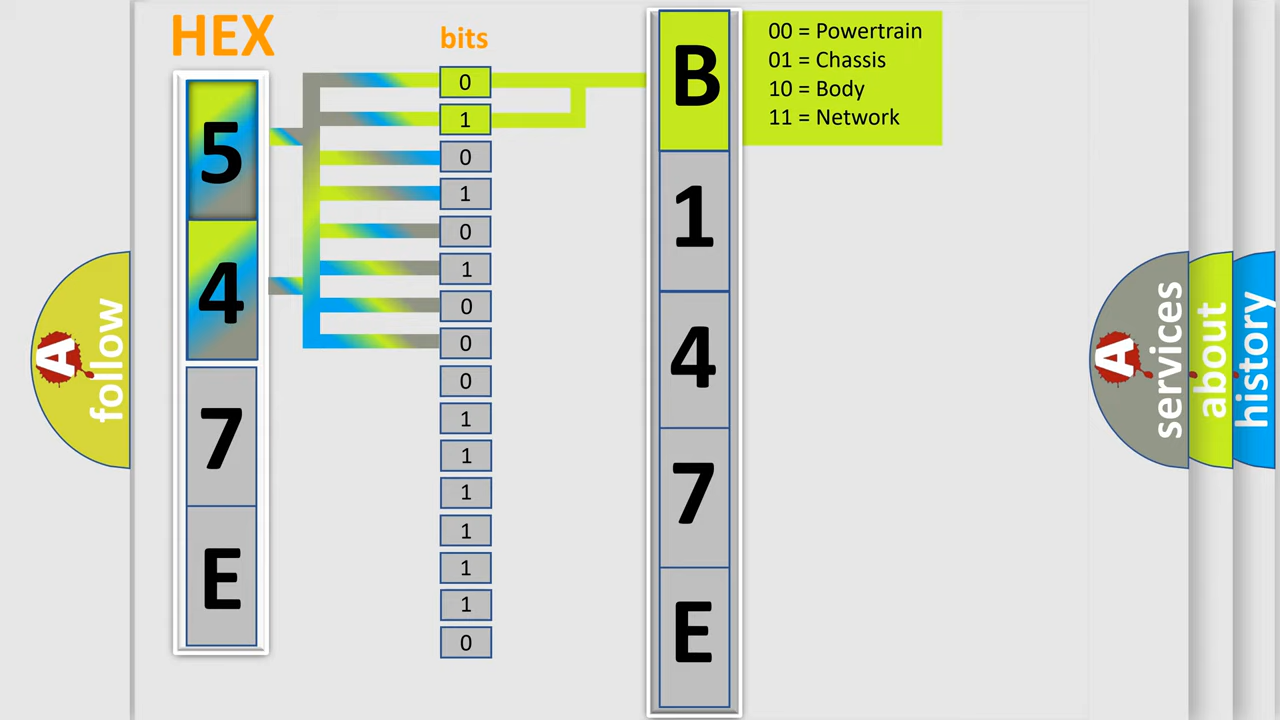 HEX
bits
5
4
7
E
0
1
0
1
0
1
0
0
0
1
1
1
1
1
1
0
B
1
4
7
E
00 = Powertrain
01 = Chassis
10 = Body
11 = Network
A
follow
A
services
about
history